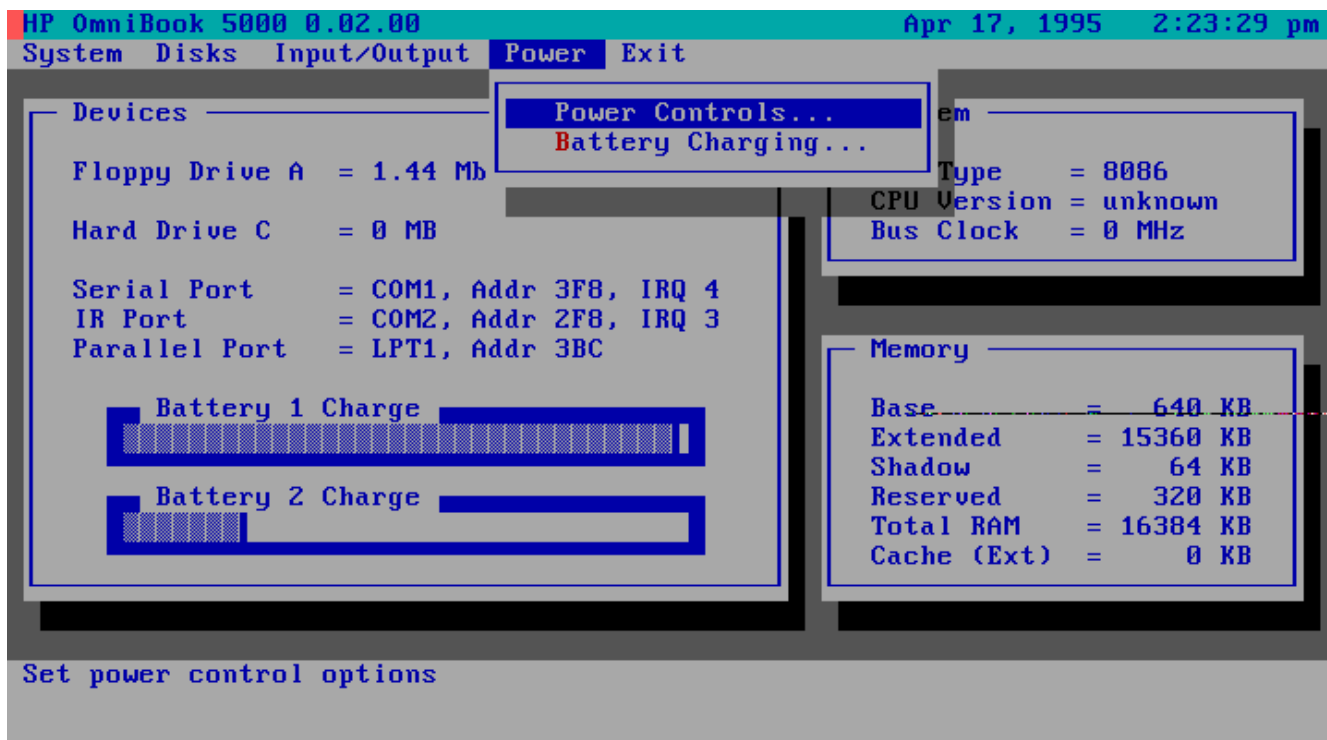 HP OmniBook 5000 0.02.00 Apr 17, 1995 2:23:29 pm
System Disks Input/Output Power Exit
Power Controls...
Battery Charging...
Devices
Floppy Drive A = 1.44 Mb
Hard Drive C = 0 MB
Serial Port = COM1, Addr 3F8, IRQ 4
IR Port = COM2, Addr 2F8, IRQ 3
Parallel Port = LPT1, Addr 3BC
Battery 1 Charge
Battery 2 Charge
em
Type = 8086
CPU Version = unknown
Bus Clock = 0 MHz
Memory
Base = 640 KB
Extended = 15360 KB
Shadow = 64 KB
Reserved = 320 KB
Total RAM = 16384 KB
Cache (Ext) = 0 KB
Set power control options